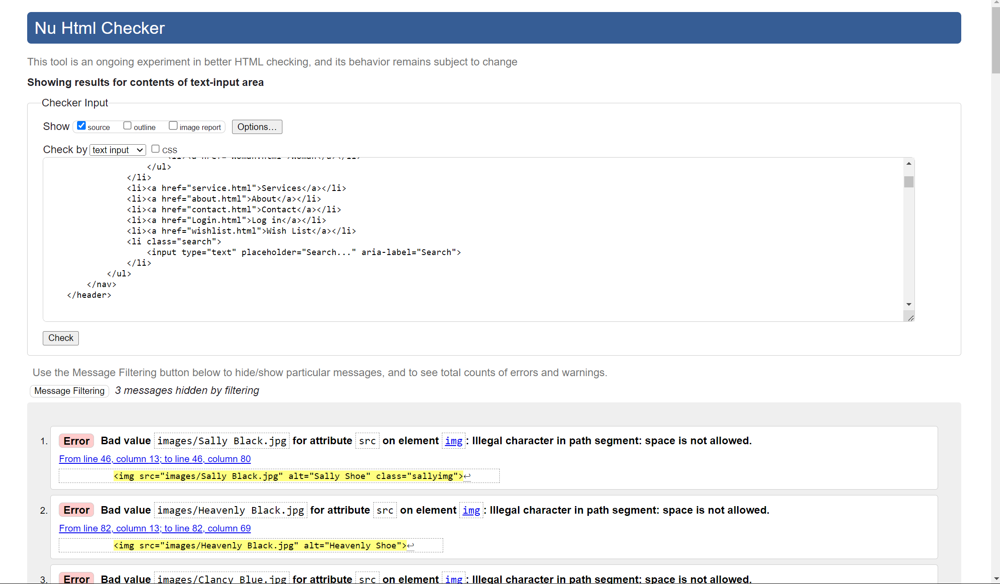 Nu Html Checker
This tool is an ongoing experiment in better HTML checking, and its behavior remains subject to change
Showing results for contents of text-input area
Checker Input
Show source outline image report Options...
Check by text input CSS
<li><a href="woman.html">Woman</a></li>
</ul>
</li>
<li><a href="service.html">Services</a></li>
<li><a href="about.html">About</a></li>
<li><a href="contact.html">Contact</a></li>
<li><a href="Login.html">Log in</a></li>
<li><a href="wishlist.html">Wish List</a></li>
<li class="search">
<input type="text" placeholder="Search..." aria-label="Search">
</li>
</ul>
</nav>
</header>
Check
Use the Message Filtering button below to hide/show particular messages, and to see total counts of errors and warnings.
Message Filtering 3 messages hidden by filtering
1. Error Bad value images/Sally Black.jpg for attribute src on element img: Illegal character in path segment: space is not allowed.
From line 46, column 13; to line 46, column 80
<img src="images/Sally Black.jpg" alt="Sally Shoe" class="sallyimg">↩
2. Error Bad value images/Heavenly Black.jpg for attribute src on element img: Illegal character in path segment: space is not allowed.
From line 82, column 13; to line 82, column 69
<img src="images/Heavenly Black.jpg" alt="Heavenly Shoe">↩
3. Error Bad value images/Clancy Blue.jpg for attribute src on element img: Illegal character in path segment: space is not allowed.